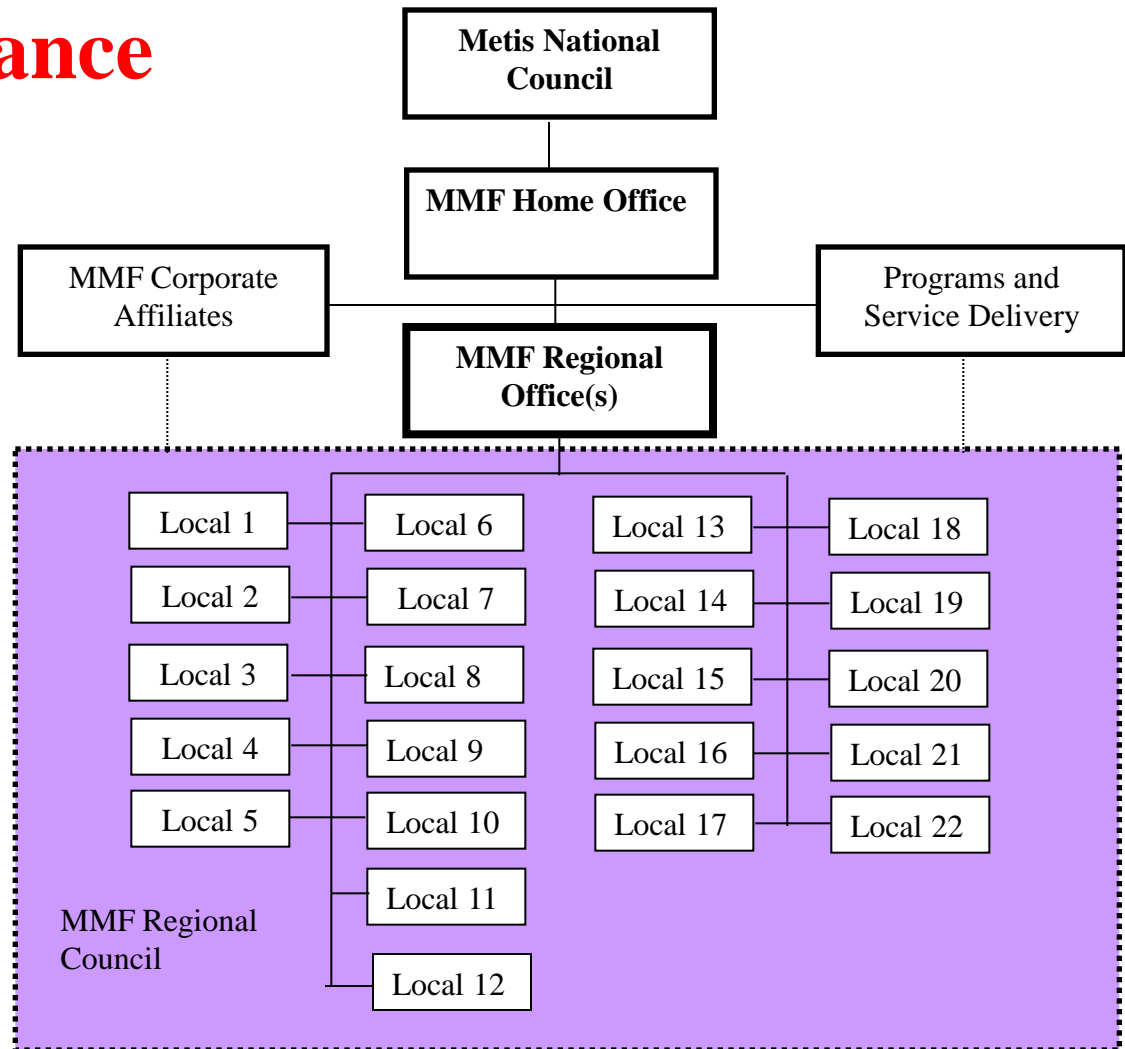 ance
Metis National
Council
MMF Home Office
MMF Corporate
Affiliates
Programs and
Service Delivery
MMF Regional
Office(s)
Local 1
Local 6
Local 13
Local 18
Local 2
Local 7
Local 14
Local 19
Local 3
Local 8
Local 15
Local 20
Local 4
Local 9
Local 16
Local 21
Local 5
Local 10
Local 17
Local 22
Local 11
MMF Regional
Council
Local 12